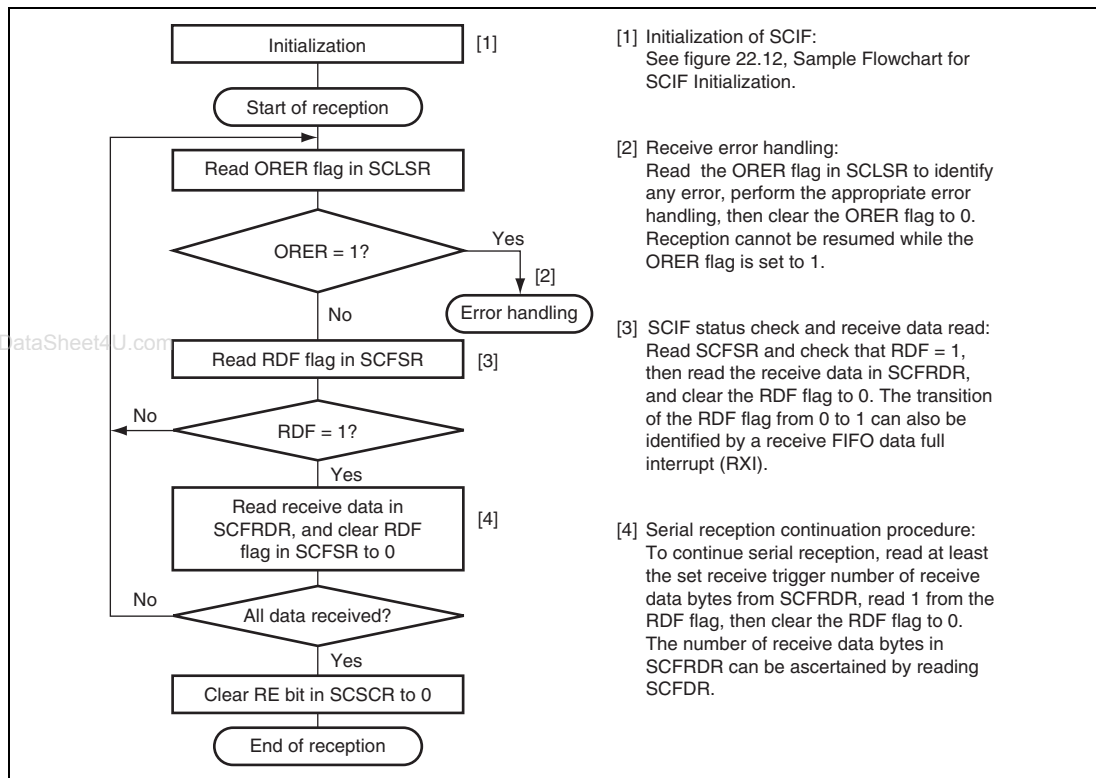 Initialization
[1]
Start of reception
Read ORER flag in SCLSR
ORER = 1?
Yes
[2]
Error handling
No
Read RDF flag in SCFSR
[3]
No
RDF = 1?
Yes
Read receive data in
SCFRDR, and clear RDF
flag in SCFSR to 0
[4]
No
All data received?
Yes
Clear RE bit in SCSCR to 0
End of reception
[1] Initialization of SCIF:
See figure 22.12, Sample Flowchart for
SCIF Initialization.
[2] Receive error handling:
Read the ORER flag in SCLSR to identify
any error, perform the appropriate error
handling, then clear the ORER flag to 0.
Reception cannot be resumed while the
ORER flag is set to 1.
[3] SCIF status check and receive data read:
Read SCFSR and check that RDF = 1,
then read the receive data in SCFRDR,
and clear the RDF flag to 0. The transition
of the RDF flag from 0 to 1 can also be
identified by a receive FIFO data full
interrupt (RXI).
[4] Serial reception continuation procedure:
To continue serial reception, read at least
the set receive trigger number of receive
data bytes from SCFRDR, read 1 from the
RDF flag, then clear the RDF flag to 0.
The number of receive data bytes in
SCFRDR can be ascertained by reading
SCFDR.
DataSheet4U.com